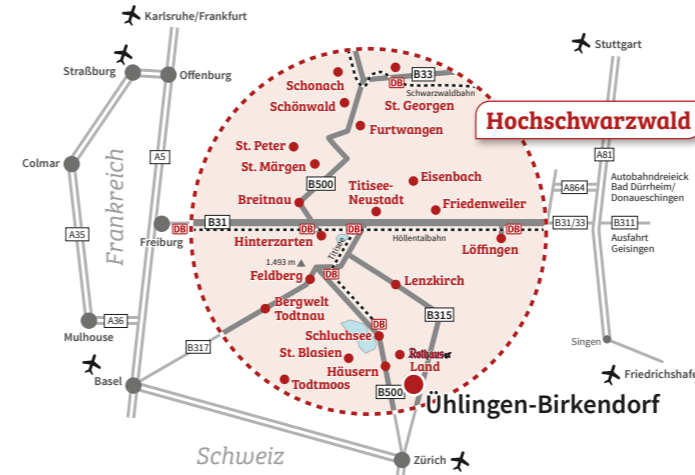 Karlsruhe/Frankfurt
Stuttgart
Straßburg
Offenburg
Schonach
DB
B33
Schwarzwaldbahn
Schönwald
St. Georgen
Hochschwarzwald
Furtwangen
St. Peter
A5
A81
Colmar
St. Märgen
Eisenbach
Autobahndreieick
Bad Dürrheim/
Donaueschingen
A864
B500
Titisee-
Neustadt
Frankreich
Breitnau
Friedenweiler
A35
B31
B31/33
B311
DB
DB
DB
Freiburg
Hinterzarten
Titisee
Höllentalbahn
Löffingen
Ausfahrt
Geisingen
1.493 m
Feldberg
DB
Lenzkirch
Bergwelt
Todtnau
A36
DB
B315
Mulhouse
B317
Schluchsee
Singen
St. Blasien
Land
Häusern
Friedrichshafe
Basel
Todtmoos
B500
Ühlingen-Birkendorf
Schweiz
Zürich